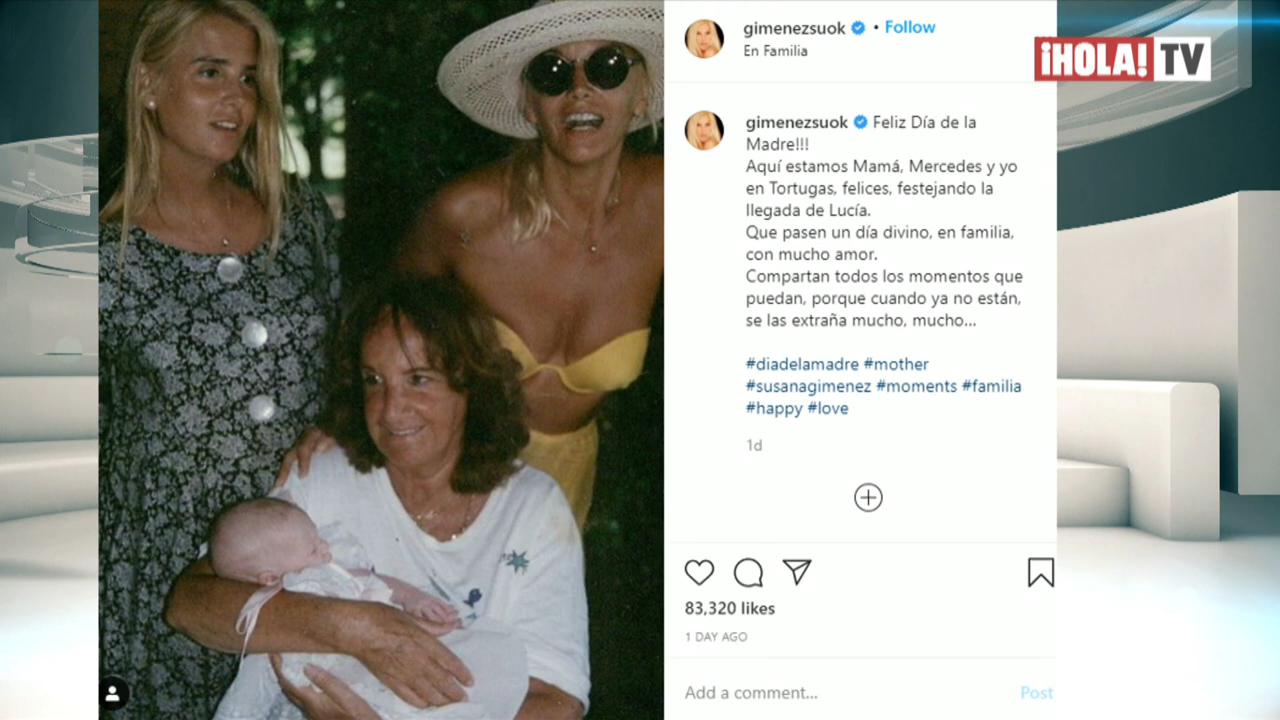 gimenezsuok • Follow
En Familia
¡HOLA! TV
gimenezsuok Feliz Día de la
Madre!!!
Aquí estamos Mamá, Mercedes y yo
en Tortugas, felices, festejando la
llegada de Lucía.
Que pasen un día divino, en familia,
con mucho amor.
Compartan todos los momentos que
puedan, porque cuando ya no están,
se las extraña mucho, mucho...
#diadelamadre #mother
#susanagimenez #moments #familia
#happy #love
1d
83,320 likes
1 DAY AGO
Add a comment... Post